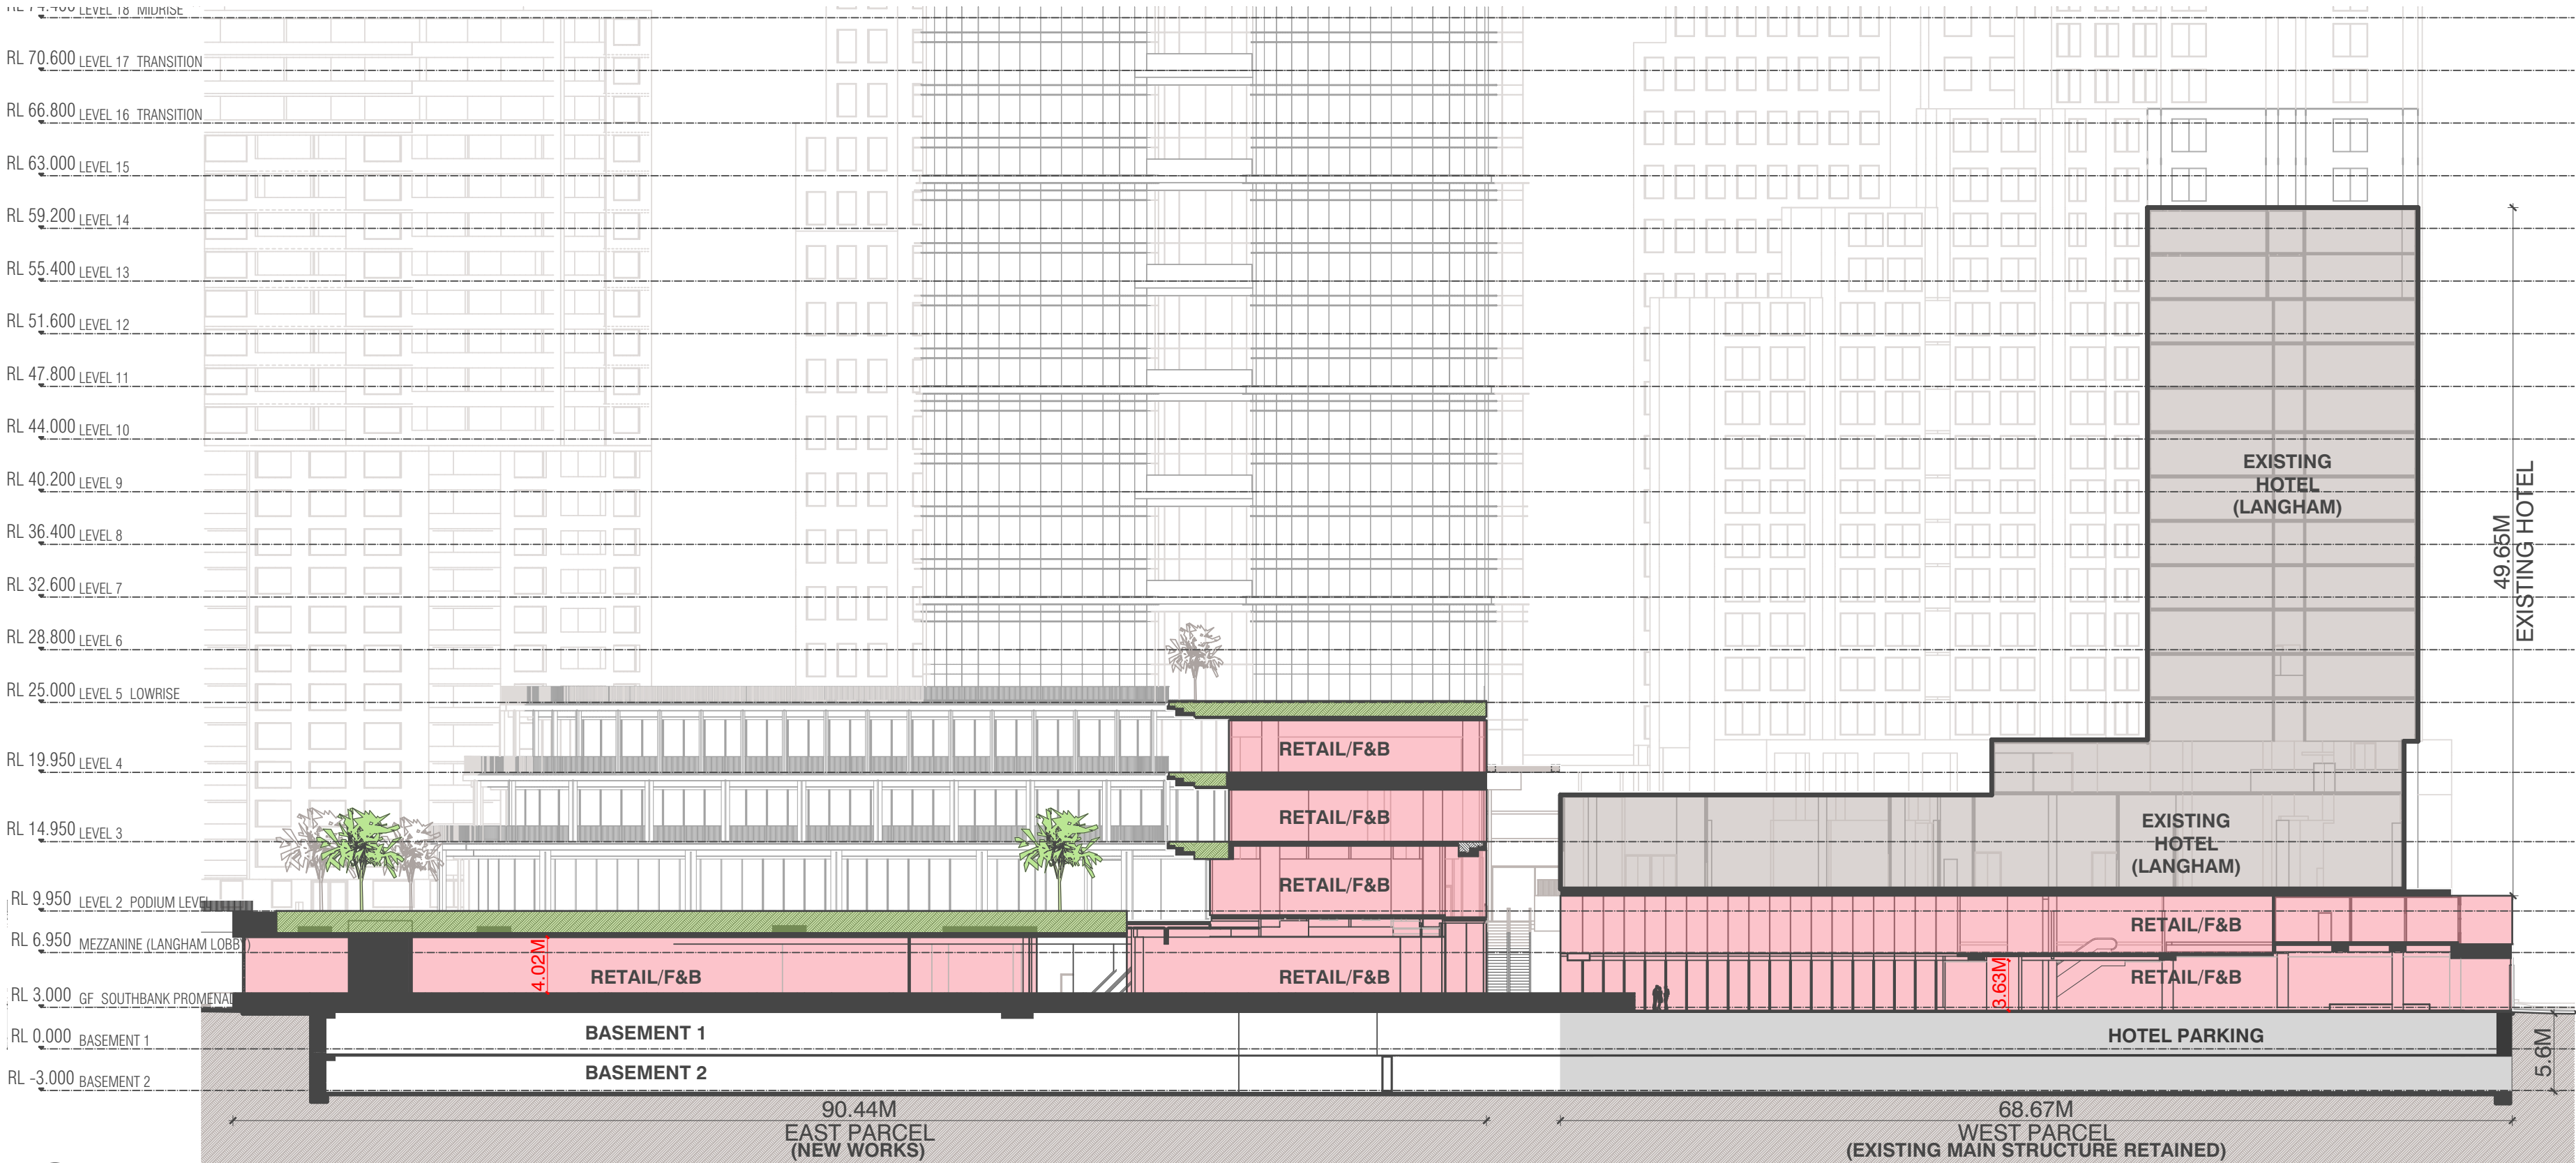 RL 74.400 LEVEL 18 MIDRISE
RL 70.600 LEVEL 17 TRANSITION
RL 66.800 LEVEL 16 TRANSITION
RL 63.000 LEVEL 15
RL 59.200 LEVEL 14
RL 55.400 LEVEL 13
RL 51.600 LEVEL 12
RL 47.800 LEVEL 11
RL 44.000 LEVEL 10
RL 40.200 LEVEL 9
RL 36.400 LEVEL 8
RL 32.600 LEVEL 7
RL 28.800 LEVEL 6
RL 25.000 LEVEL 5 LOWRISE
RL 19.950 LEVEL 4
RL 14.950 LEVEL 3
RL 9.950 LEVEL 2 PODIUM LEVEL
RL 6.950 MEZZANINE (LANGHAM LOBBY)
RL 3.000 GF SOUTHBANK PROMENAD
RL 0.000 BASEMENT 1
RL -3.000 BASEMENT 2
RETAIL/F&B
RETAIL/F&B
RETAIL/F&B
4.02M
RETAIL/F&B
RETAIL/F&B
BASEMENT 1
BASEMENT 2
90.44M
EAST PARCEL
(NEW WORKS)
EXISTING
HOTEL
(LANGHAM)
49.65M
EXISTING HOTEL
EXISTING
HOTEL
(LANGHAM)
RETAIL/F&B
3.63M
RETAIL/F&B
HOTEL PARKING
5.6M
68.67M
WEST PARCEL
(EXISTING MAIN STRUCTURE RETAINED)